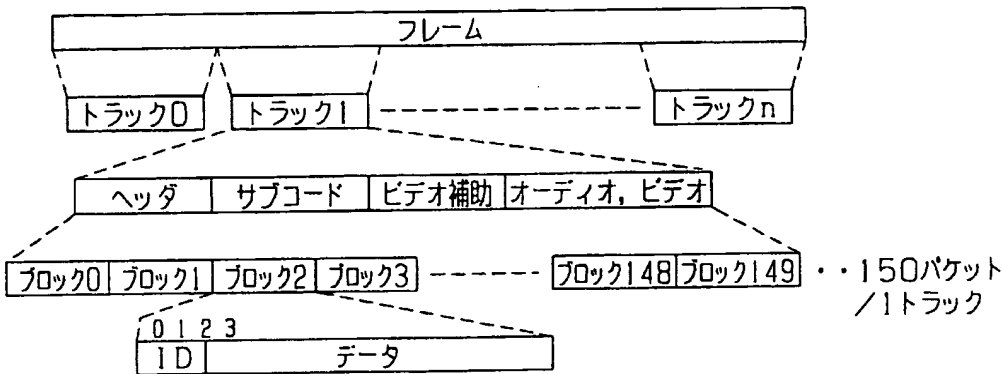 フレーム
トラック0 トラック1 トラックn
ヘッダ サブコード ビデオ補助 オーディオ, ビデオ
ブロック0 ブロック1 ブロック2 ブロック3 ブロック148 ブロック149 ・・150パケット
/1トラック
0 1 2 3
ID データ